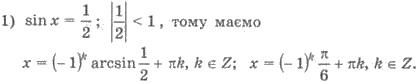 1) sin x = 1/2 ; |1/2| < 1 , тому маємо
x = (– 1)^k arcsin 1/2 + πk, k ∈ Z; x = (– 1)^k π/6 + πk, k ∈ Z.